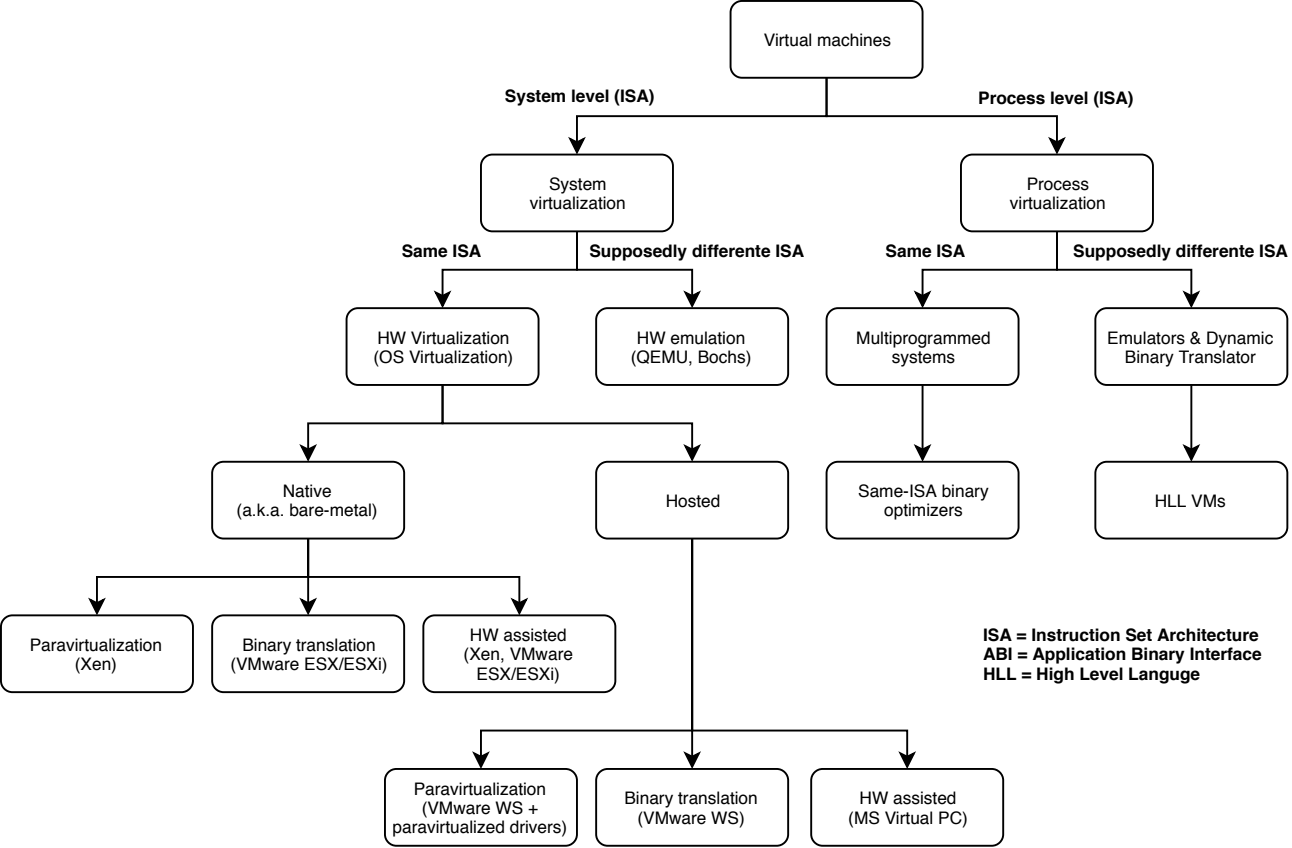 Virtual machines
System level (ISA)
Process level (ISA)
System
virtualization
Process
virtualization
Same ISA
Supposedly differente ISA
Same ISA
Supposedly differente ISA
HW Virtualization
(OS Virtualization)
HW emulation
(QEMU, Bochs)
Multiprogrammed
systems
Emulators & Dynamic
Binary Translator
Native
(a.k.a. bare-metal)
Hosted
Same-ISA binary
optimizers
HLL VMs
Paravirtualization
(Xen)
Binary translation
(VMware ESX/ESXi)
HW assisted
(Xen, VMware
ESX/ESXi)
ISA = Instruction Set Architecture
ABI = Application Binary Interface
HLL = High Level Languge
Paravirtualization
(VMware WS +
paravirtualized drivers)
Binary translation
(VMware WS)
HW assisted
(MS Virtual PC)